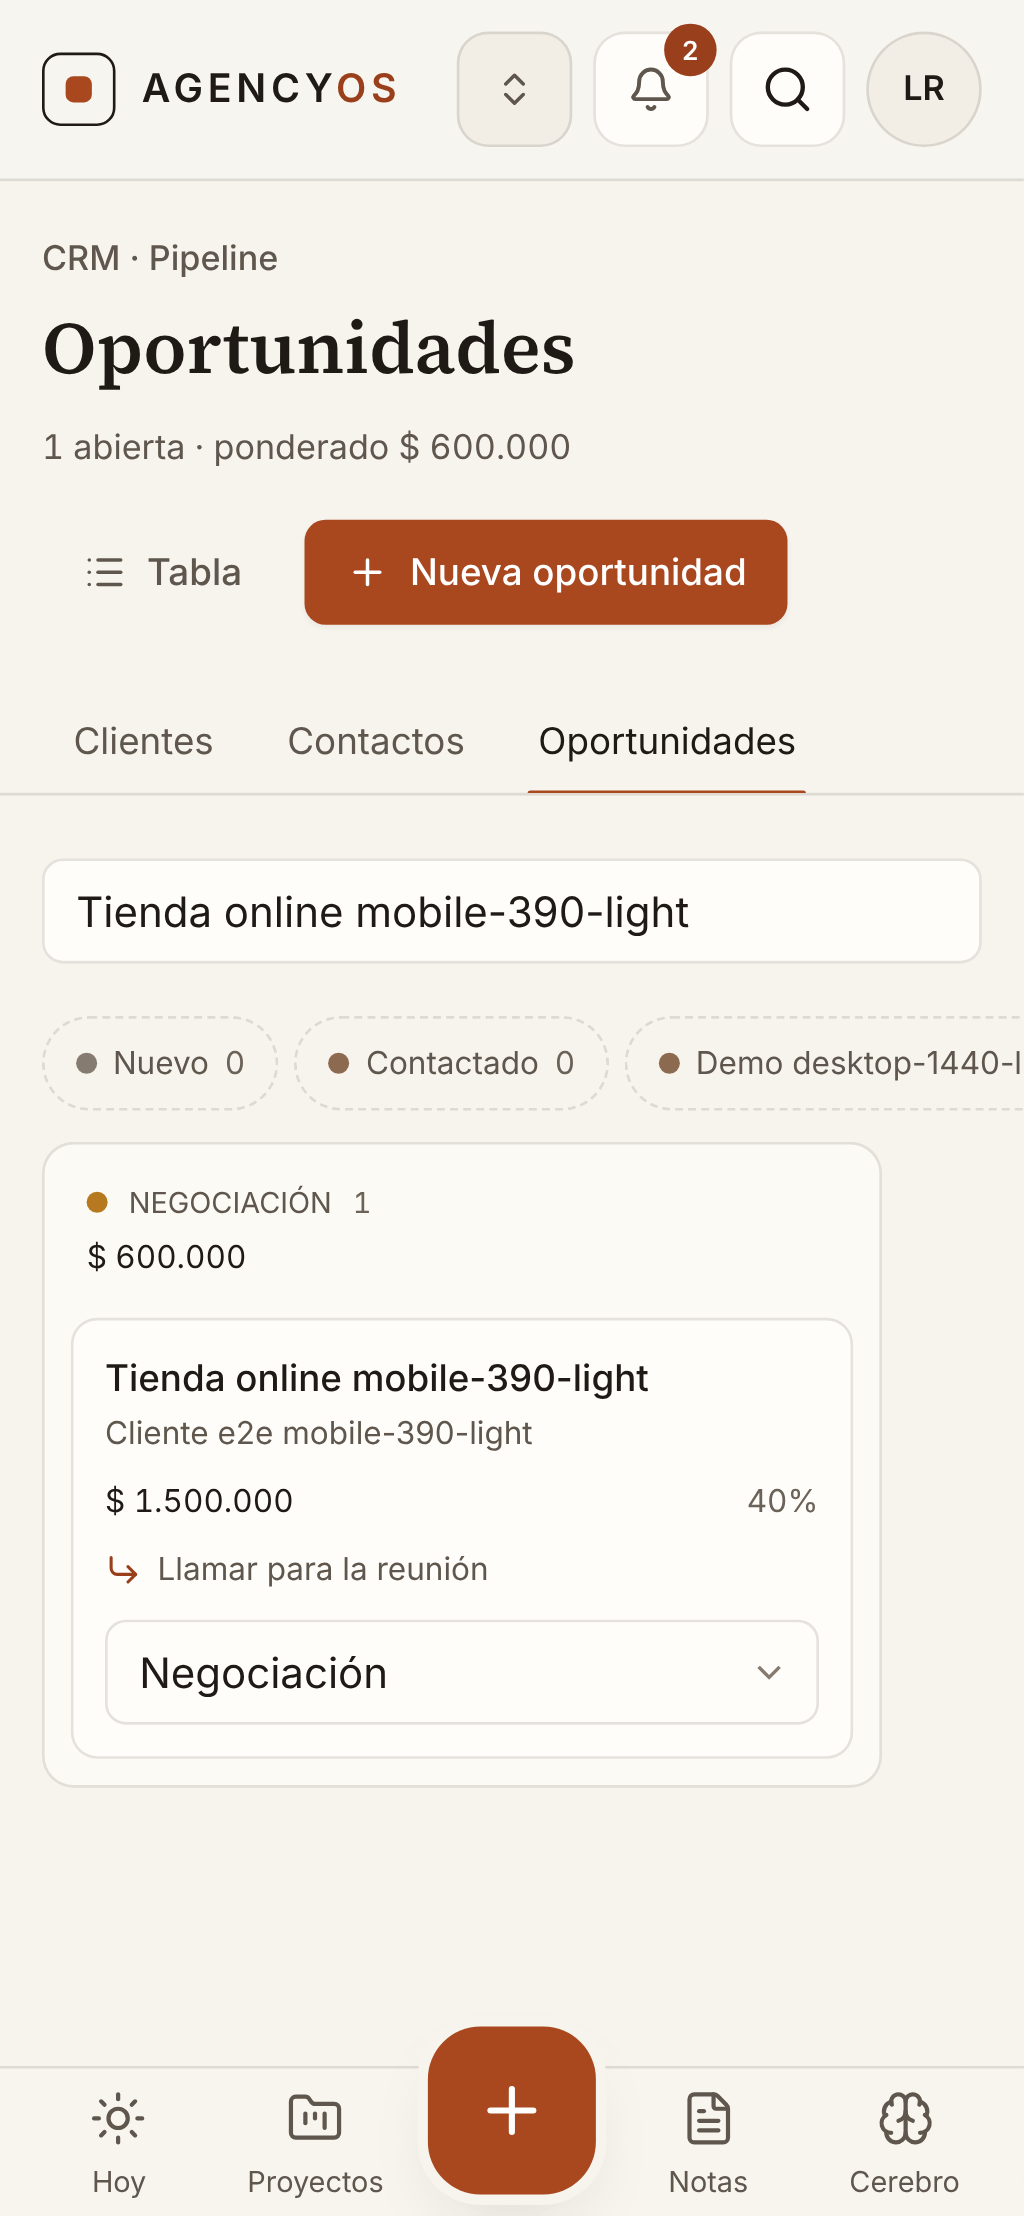 AGENCYOS
2
LR
CRM · Pipeline
Oportunidades
1 abierta · ponderado $ 600.000
Tabla
Nueva oportunidad
Clientes
Contactos
Oportunidades
Tienda online mobile-390-light
Nuevo 0
Contactado 0
Demo desktop-1440-l
NEGOCIACIÓN 1
$ 600.000
Tienda online mobile-390-light
Cliente e2e mobile-390-light
$ 1.500.000
40%
Llamar para la reunión
Negociación
Hoy
Proyectos
Notas
Cerebro